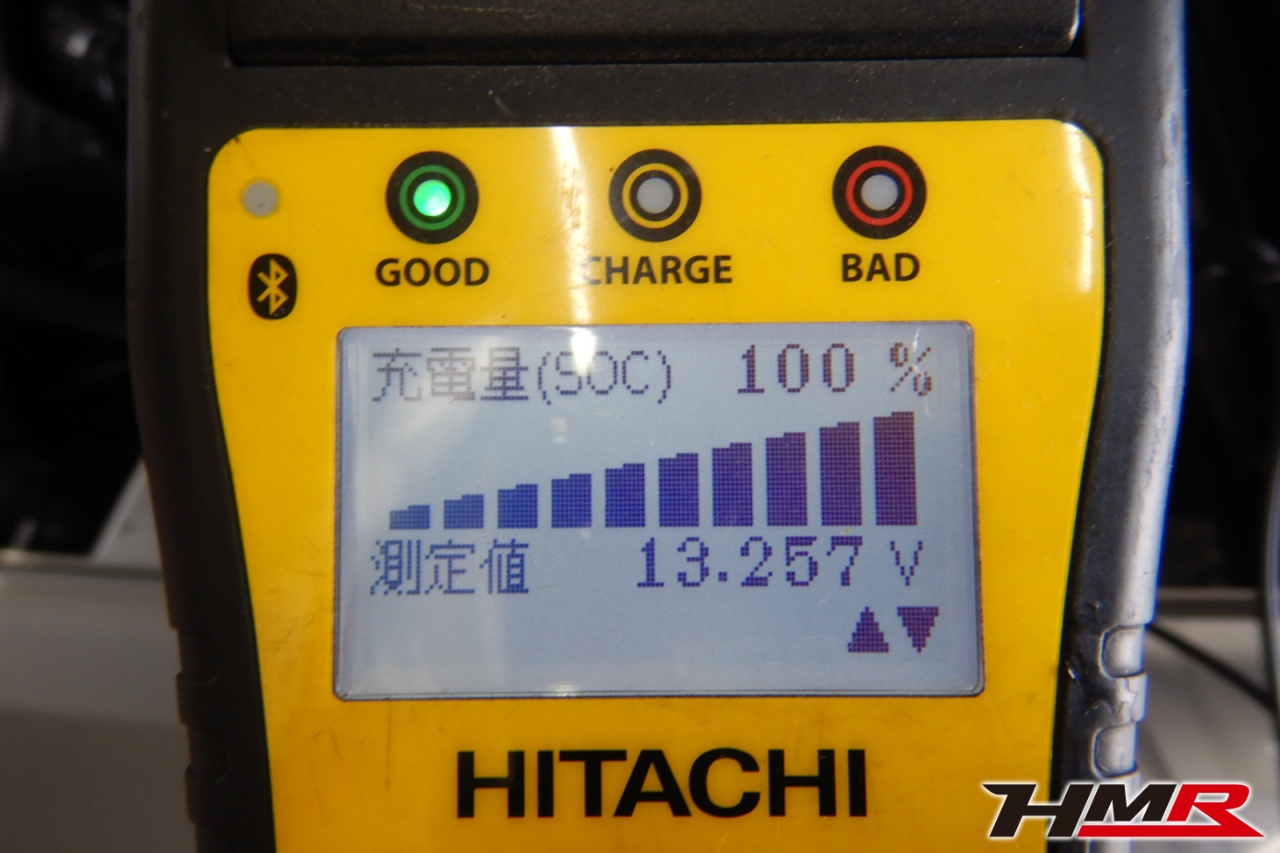 GOOD CHARGE BAD
充電量(SOC) 100 %
測定値 13.257 V
▲▼
HITACHI
HMR